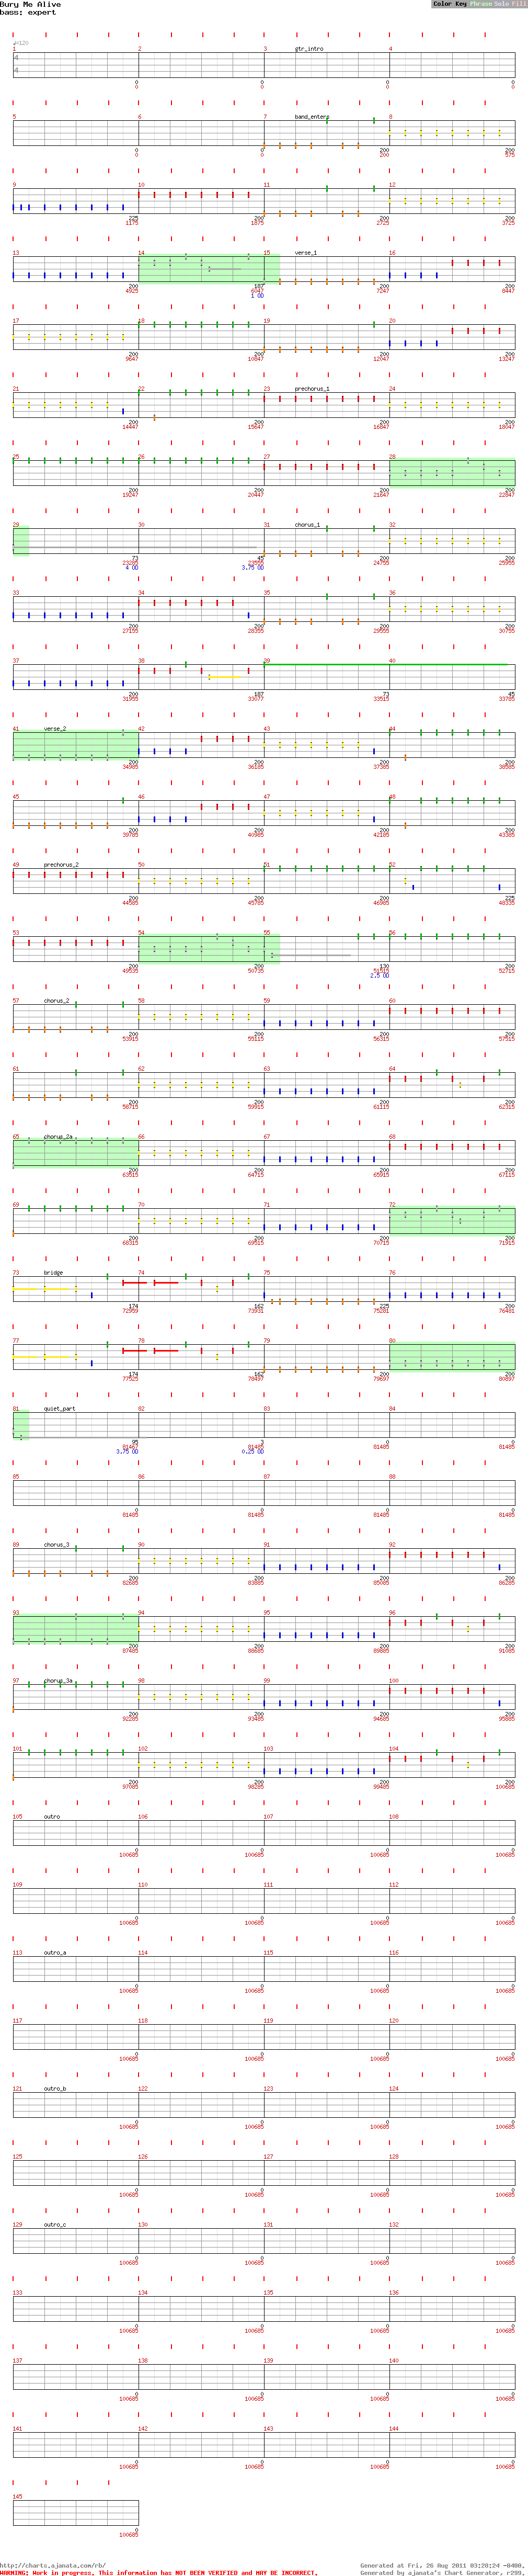 Bury Me Alive
bass: expert
Color Key Phrase Solo Fill
=120
1 2 3 gtr_intro 4
4
4
0 0 0 0
0 0 0 0
5 6 7 band_enters 8
0 0 200 200
0 0 200 575
9 10 11 12
225 200 200 200
1175 1875 2725 3725
13 14 15 verse_1 16
200 187 200 200
4925 6047 7247 8447
1 OD
17 18 19 20
200 200 200 200
9647 10847 12047 13247
21 22 23 prechorus_1 24
200 200 200 200
14447 15647 16847 18047
25 26 27 28
200 200 200 200
19247 20447 21647 22847
29 30 31 chorus_1 32
73 45 200 200
23285 23555 24755 25955
4 OD 3.75 OD
33 34 35 36
200 200 200 200
27155 28355 29555 30755
37 38 39 40
200 187 73 45
31955 33077 33515 33785
41 verse_2 42 43 44
200 200 200 200
34985 36185 37385 38585
45 46 47 48
200 200 200 200
39785 40985 42185 43385
49 prechorus_2 50 51 52
200 200 200 225
44585 45785 46985 48335
53 54 55 56
200 200 130 200
49535 50735 51515 52715
2.5 OD
57 chorus_2 58 59 60
200 200 200 200
53915 55115 56315 57515
61 62 63 64
200 200 200 200
58715 59915 61115 62315
65 chorus_2a 66 67 68
200 200 200 200
63515 64715 65915 67115
69 70 71 72
200 200 200 200
68315 69515 70715 71915
73 bridge 74 75 76
174 162 225 200
72959 73931 75281 76481
77 78 79 80
174 162 200 200
77525 78497 79697 80897
81 quiet_part 82 83 84
95 3 0 0
81467 81485 81485 81485
3.75 OD 0.25 OD
85 86 87 88
0 0 0 0
81485 81485 81485 81485
89 chorus_3 90 91 92
200 200 200 200
82685 83885 85085 86285
93 94 95 96
200 200 200 200
87485 88685 89885 91085
97 chorus_3a 98 99 100
200 200 200 200
92285 93485 94685 95885
101 102 103 104
200 200 200 200
97085 98285 99485 100685
105 outro 106 107 108
0 0 0 0
100685 100685 100685 100685
109 110 111 112
0 0 0 0
100685 100685 100685 100685
113 outro_a 114 115 116
0 0 0 0
100685 100685 100685 100685
117 118 119 120
0 0 0 0
100685 100685 100685 100685
121 outro_b 122 123 124
0 0 0 0
100685 100685 100685 100685
125 126 127 128
0 0 0 0
100685 100685 100685 100685
129 outro_c 130 131 132
0 0 0 0
100685 100685 100685 100685
133 134 135 136
0 0 0 0
100685 100685 100685 100685
137 138 139 140
0 0 0 0
100685 100685 100685 100685
141 142 143 144
0 0 0 0
100685 100685 100685 100685
145
0
100685
http://charts.ajanata.com/rb/
Generated at Fri, 26 Aug 2011 03:28:24 -0400,
WARNING: Work in progress. This information has NOT BEEN VERIFIED and MAY BE INCORRECT.
Generated by ajanata's Chart Generator, r299,